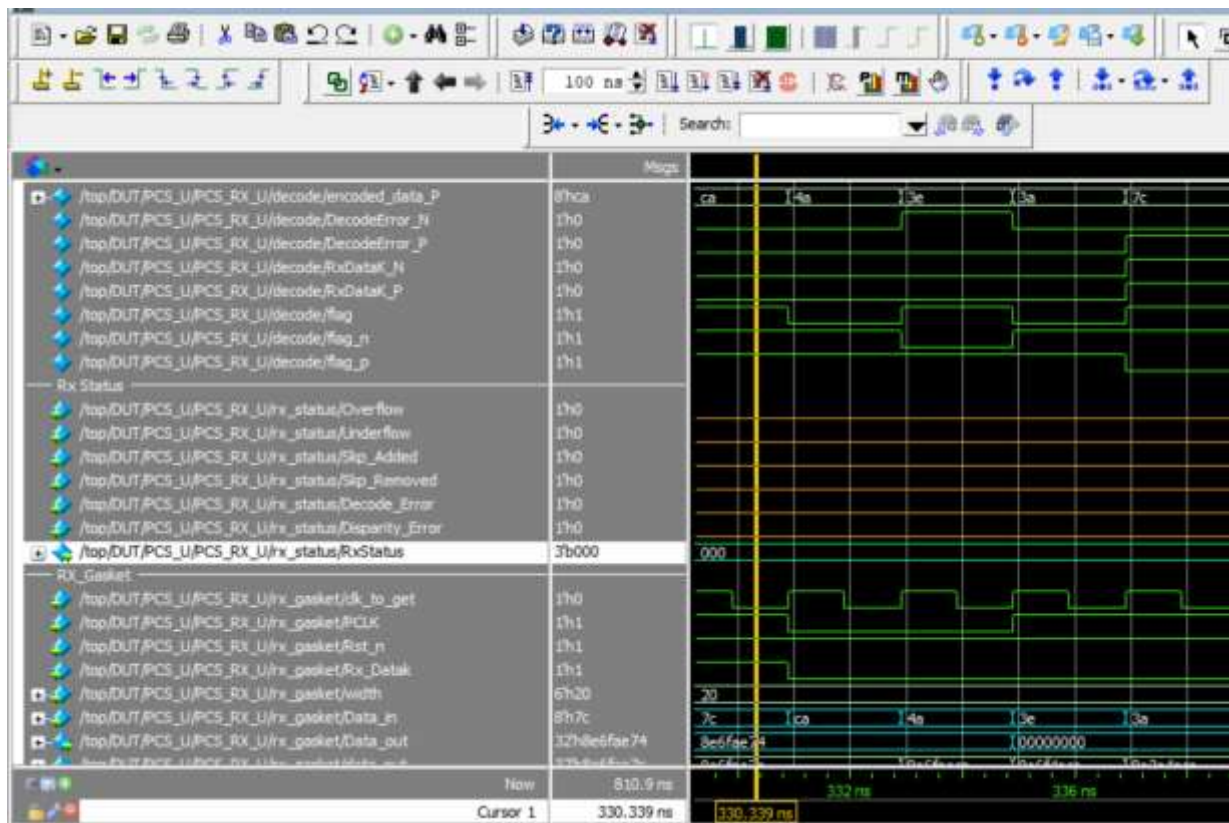 100 ns
Search:
Msgs
/top/DUT/PCS_U/PCS_RX_U/decode/encoded_data_P 8'hca ca 4a 3e 3a 7c
/top/DUT/PCS_U/PCS_RX_U/decode/DecodeError_N 1'h0
/top/DUT/PCS_U/PCS_RX_U/decode/DecodeError_P 1'h0
/top/DUT/PCS_U/PCS_RX_U/decode/RxDataK_N 1'h0
/top/DUT/PCS_U/PCS_RX_U/decode/RxDataK_P 1'h0
/top/DUT/PCS_U/PCS_RX_U/decode/flag 1'h1
/top/DUT/PCS_U/PCS_RX_U/decode/flag_n 1'h1
/top/DUT/PCS_U/PCS_RX_U/decode/flag_p 1'h1
Rx Status
/top/DUT/PCS_U/PCS_RX_U/rx_status/Overflow 1'h0
/top/DUT/PCS_U/PCS_RX_U/rx_status/Underflow 1'h0
/top/DUT/PCS_U/PCS_RX_U/rx_status/Skp_Added 1'h0
/top/DUT/PCS_U/PCS_RX_U/rx_status/Skp_Removed 1'h0
/top/DUT/PCS_U/PCS_RX_U/rx_status/Decode_Error 1'h0
/top/DUT/PCS_U/PCS_RX_U/rx_status/Disparity_Error 1'h0
/top/DUT/PCS_U/PCS_RX_U/rx_status/RxStatus 3'b000 000
RX_Gasket
/top/DUT/PCS_U/PCS_RX_U/rx_gasket/clk_to_get 1'h0
/top/DUT/PCS_U/PCS_RX_U/rx_gasket/PCLK 1'h1
/top/DUT/PCS_U/PCS_RX_U/rx_gasket/Rst_n 1'h1
/top/DUT/PCS_U/PCS_RX_U/rx_gasket/Rx_Datak 1'h1
/top/DUT/PCS_U/PCS_RX_U/rx_gasket/width 6'h20 20
/top/DUT/PCS_U/PCS_RX_U/rx_gasket/Data_in 8'h7c 7c ca 4a 3e 3a
/top/DUT/PCS_U/PCS_RX_U/rx_gasket/Data_out 32'h8e6fae74 8e6fae74 00000000
Now 810.9 ns 332 ns 336 ns
Cursor 1 330.339 ns 330.339 ns